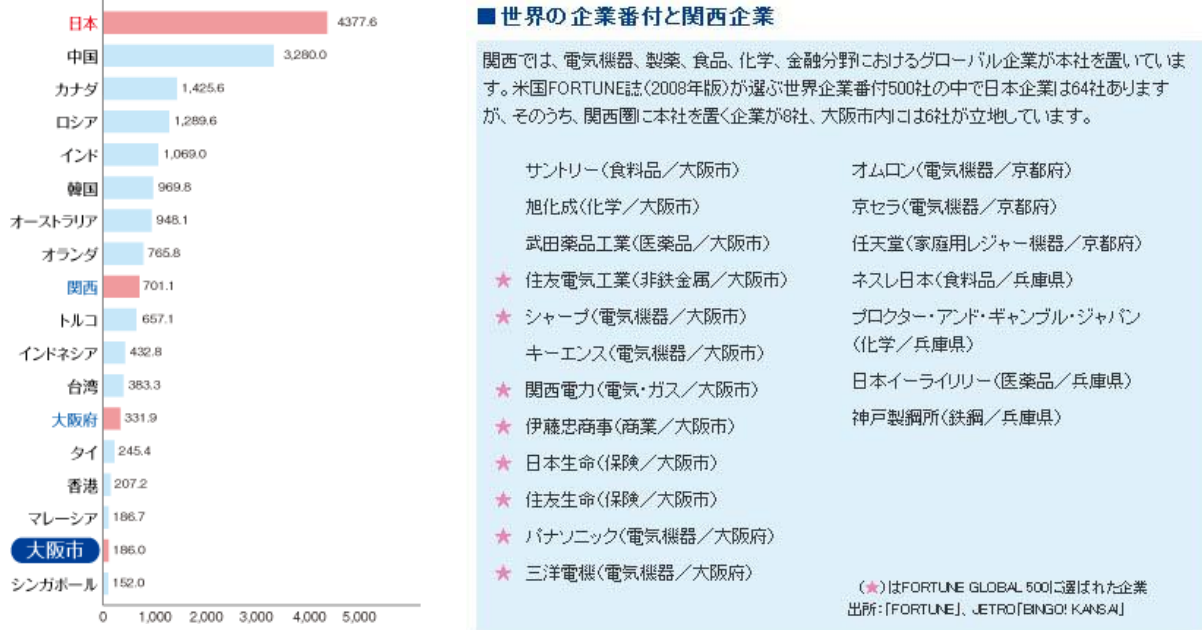 日本 4377.6
中国 3,280.0
カナダ 1,425.6
ロシア 1,289.6
インド 1,069.0
韓国 969.8
オーストラリア 948.1
オランダ 765.8
関西 701.1
トルコ 657.1
インドネシア 432.8
台湾 383.3
大阪府 331.9
タイ 245.4
香港 207.2
マレーシア 186.7
大阪市 186.0
シンガポール 152.0
0 1,000 2,000 3,000 4,000 5,000
■世界の企業番付と関西企業
関西では、電気機器、製薬、食品、化学、金融分野におけるグローバル企業が本社を置いていま
す。米国FORTUNE誌(2008年版)が選ぶ世界企業番付500社の中で日本企業は64社あります
が、そのうち、関西圏に本社を置く企業が8社、大阪市内には6社が立地しています。
サントリー(食料品／大阪市)
旭化成(化学／大阪市)
武田薬品工業(医薬品／大阪市)
★ 住友電気工業(非鉄金属／大阪市)
★ シャープ(電気機器／大阪市)
キーエンス(電気機器／大阪市)
★ 関西電力(電気・ガス／大阪市)
★ 伊藤忠商事(商業／大阪市)
★ 日本生命(保険／大阪市)
★ 住友生命(保険／大阪市)
★ パナソニック(電気機器／大阪府)
★ 三洋電機(電気機器／大阪府)
オムロン(電気機器／京都府)
京セラ(電気機器／京都府)
任天堂(家庭用レジャー機器／京都府)
ネスレ日本(食料品／兵庫県)
プロクター・アンド・ギャンブル・ジャパン
(化学／兵庫県)
日本イーライリリー(医薬品／兵庫県)
神戸製鋼所(鉄鋼／兵庫県)
(★)はFORTUNE GLOBAL 500に選ばれた企業
出所:「FORTUNE」、JETRO「BINGO! KANSAI」